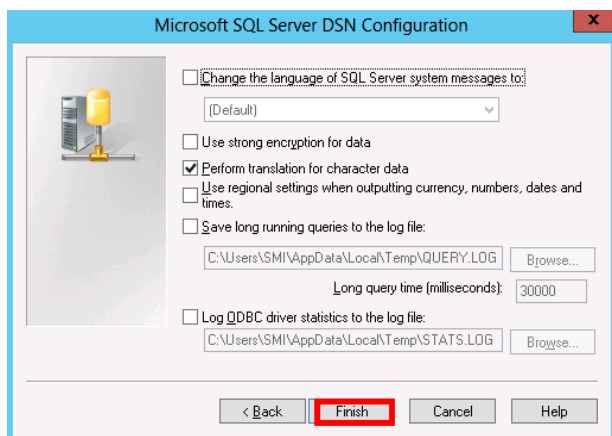 Microsoft SQL Server DSN Configuration
x
Change the language of SQL Server system messages to:
(Default)
Use strong encryption for data
Perform translation for character data
Use regional settings when outputting currency, numbers, dates and
times.
Save long running queries to the log file:
C:\Users\SMI\AppData\Local\Temp\QUERY.LOG
Browse...
Long query time (milliseconds):
30000
Log ODBC driver statistics to the log file:
C:\Users\SMI\AppData\Local\Temp\STATS.LOG
Browse...
< Back
Finish
Cancel
Help